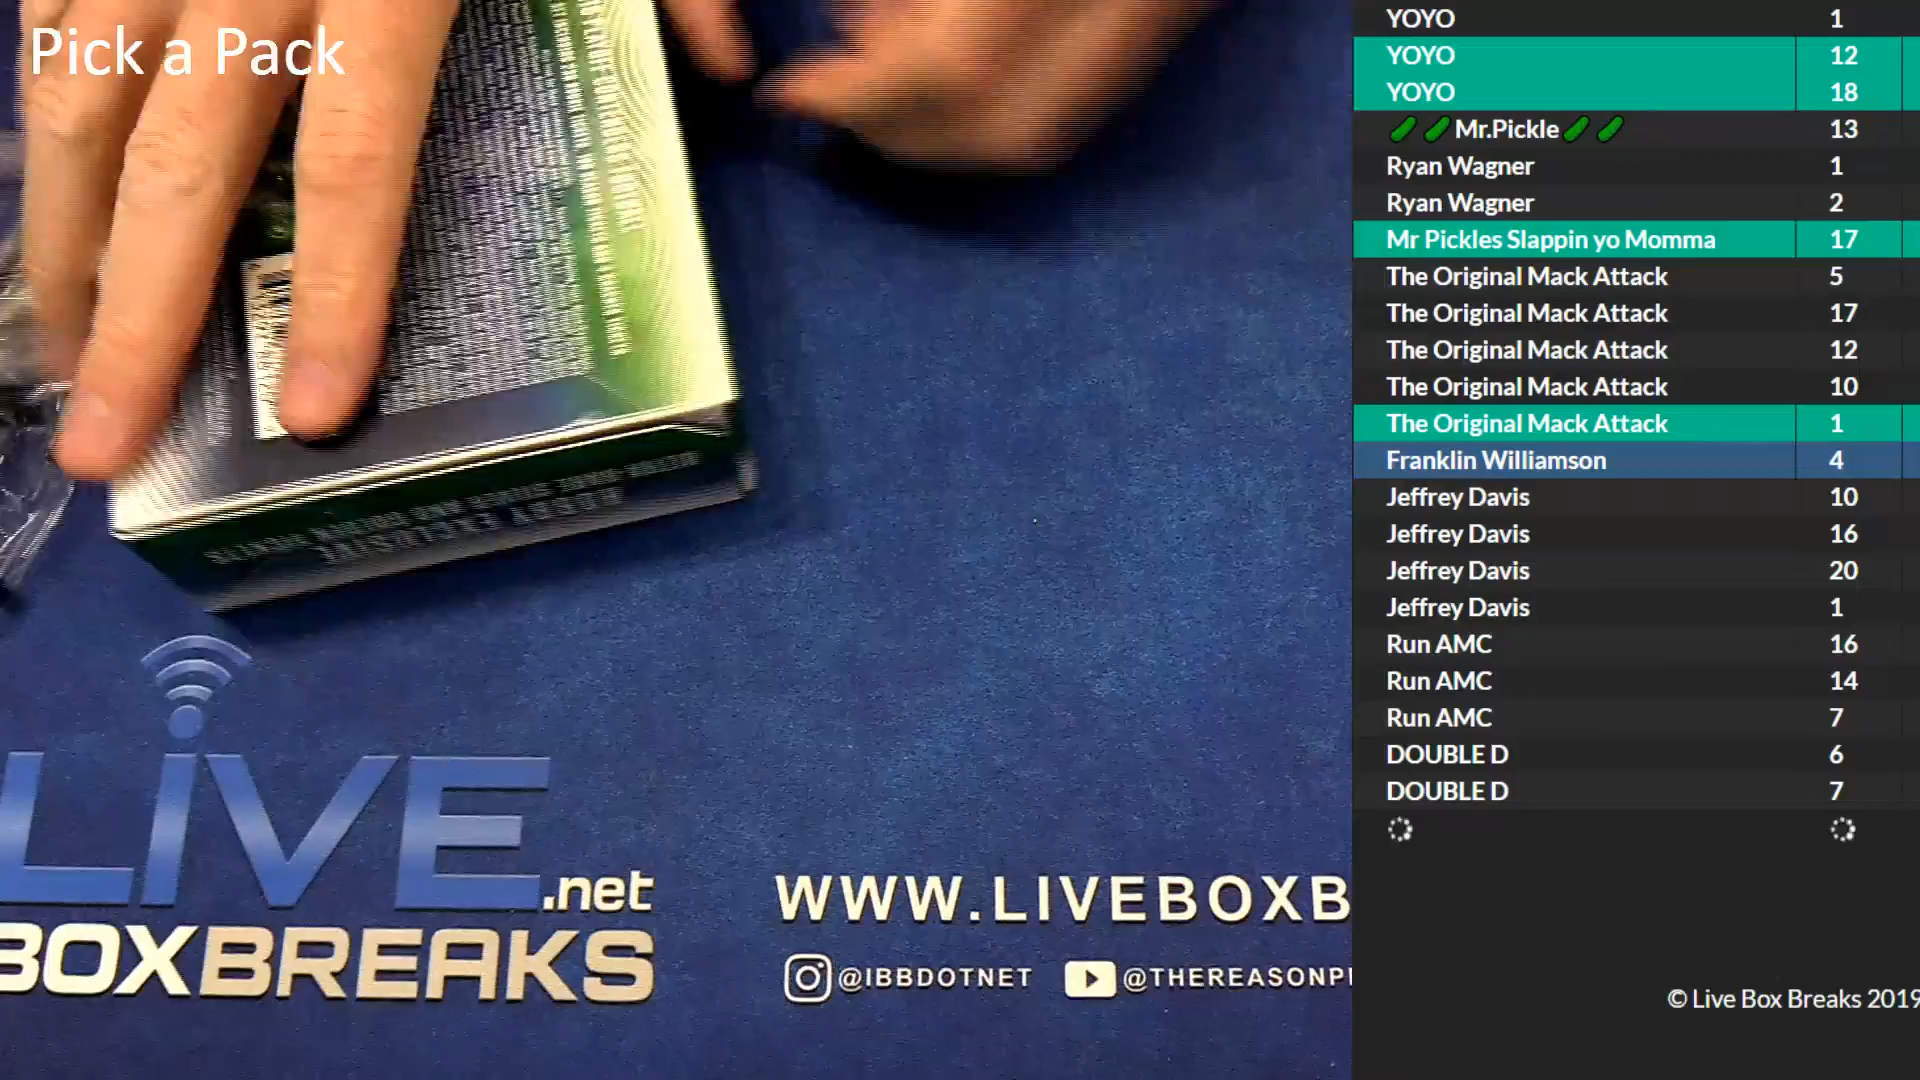 Pick a Pack
YOYO 1
YOYO 12
YOYO 18
Mr.Pickle 13
Ryan Wagner 1
Ryan Wagner 2
Mr Pickles Slappin yo Momma 17
The Original Mack Attack 5
The Original Mack Attack 17
The Original Mack Attack 12
The Original Mack Attack 10
The Original Mack Attack 1
Franklin Williamson 4
Jeffrey Davis 10
Jeffrey Davis 16
Jeffrey Davis 20
Jeffrey Davis 1
Run AMC 16
Run AMC 14
Run AMC 7
DOUBLE D 6
DOUBLE D 7
LiVE.net
BOXBREAKS
WWW.LIVEBOXB
@IBBDOTNET @THEREASONP
© Live Box Breaks 2019